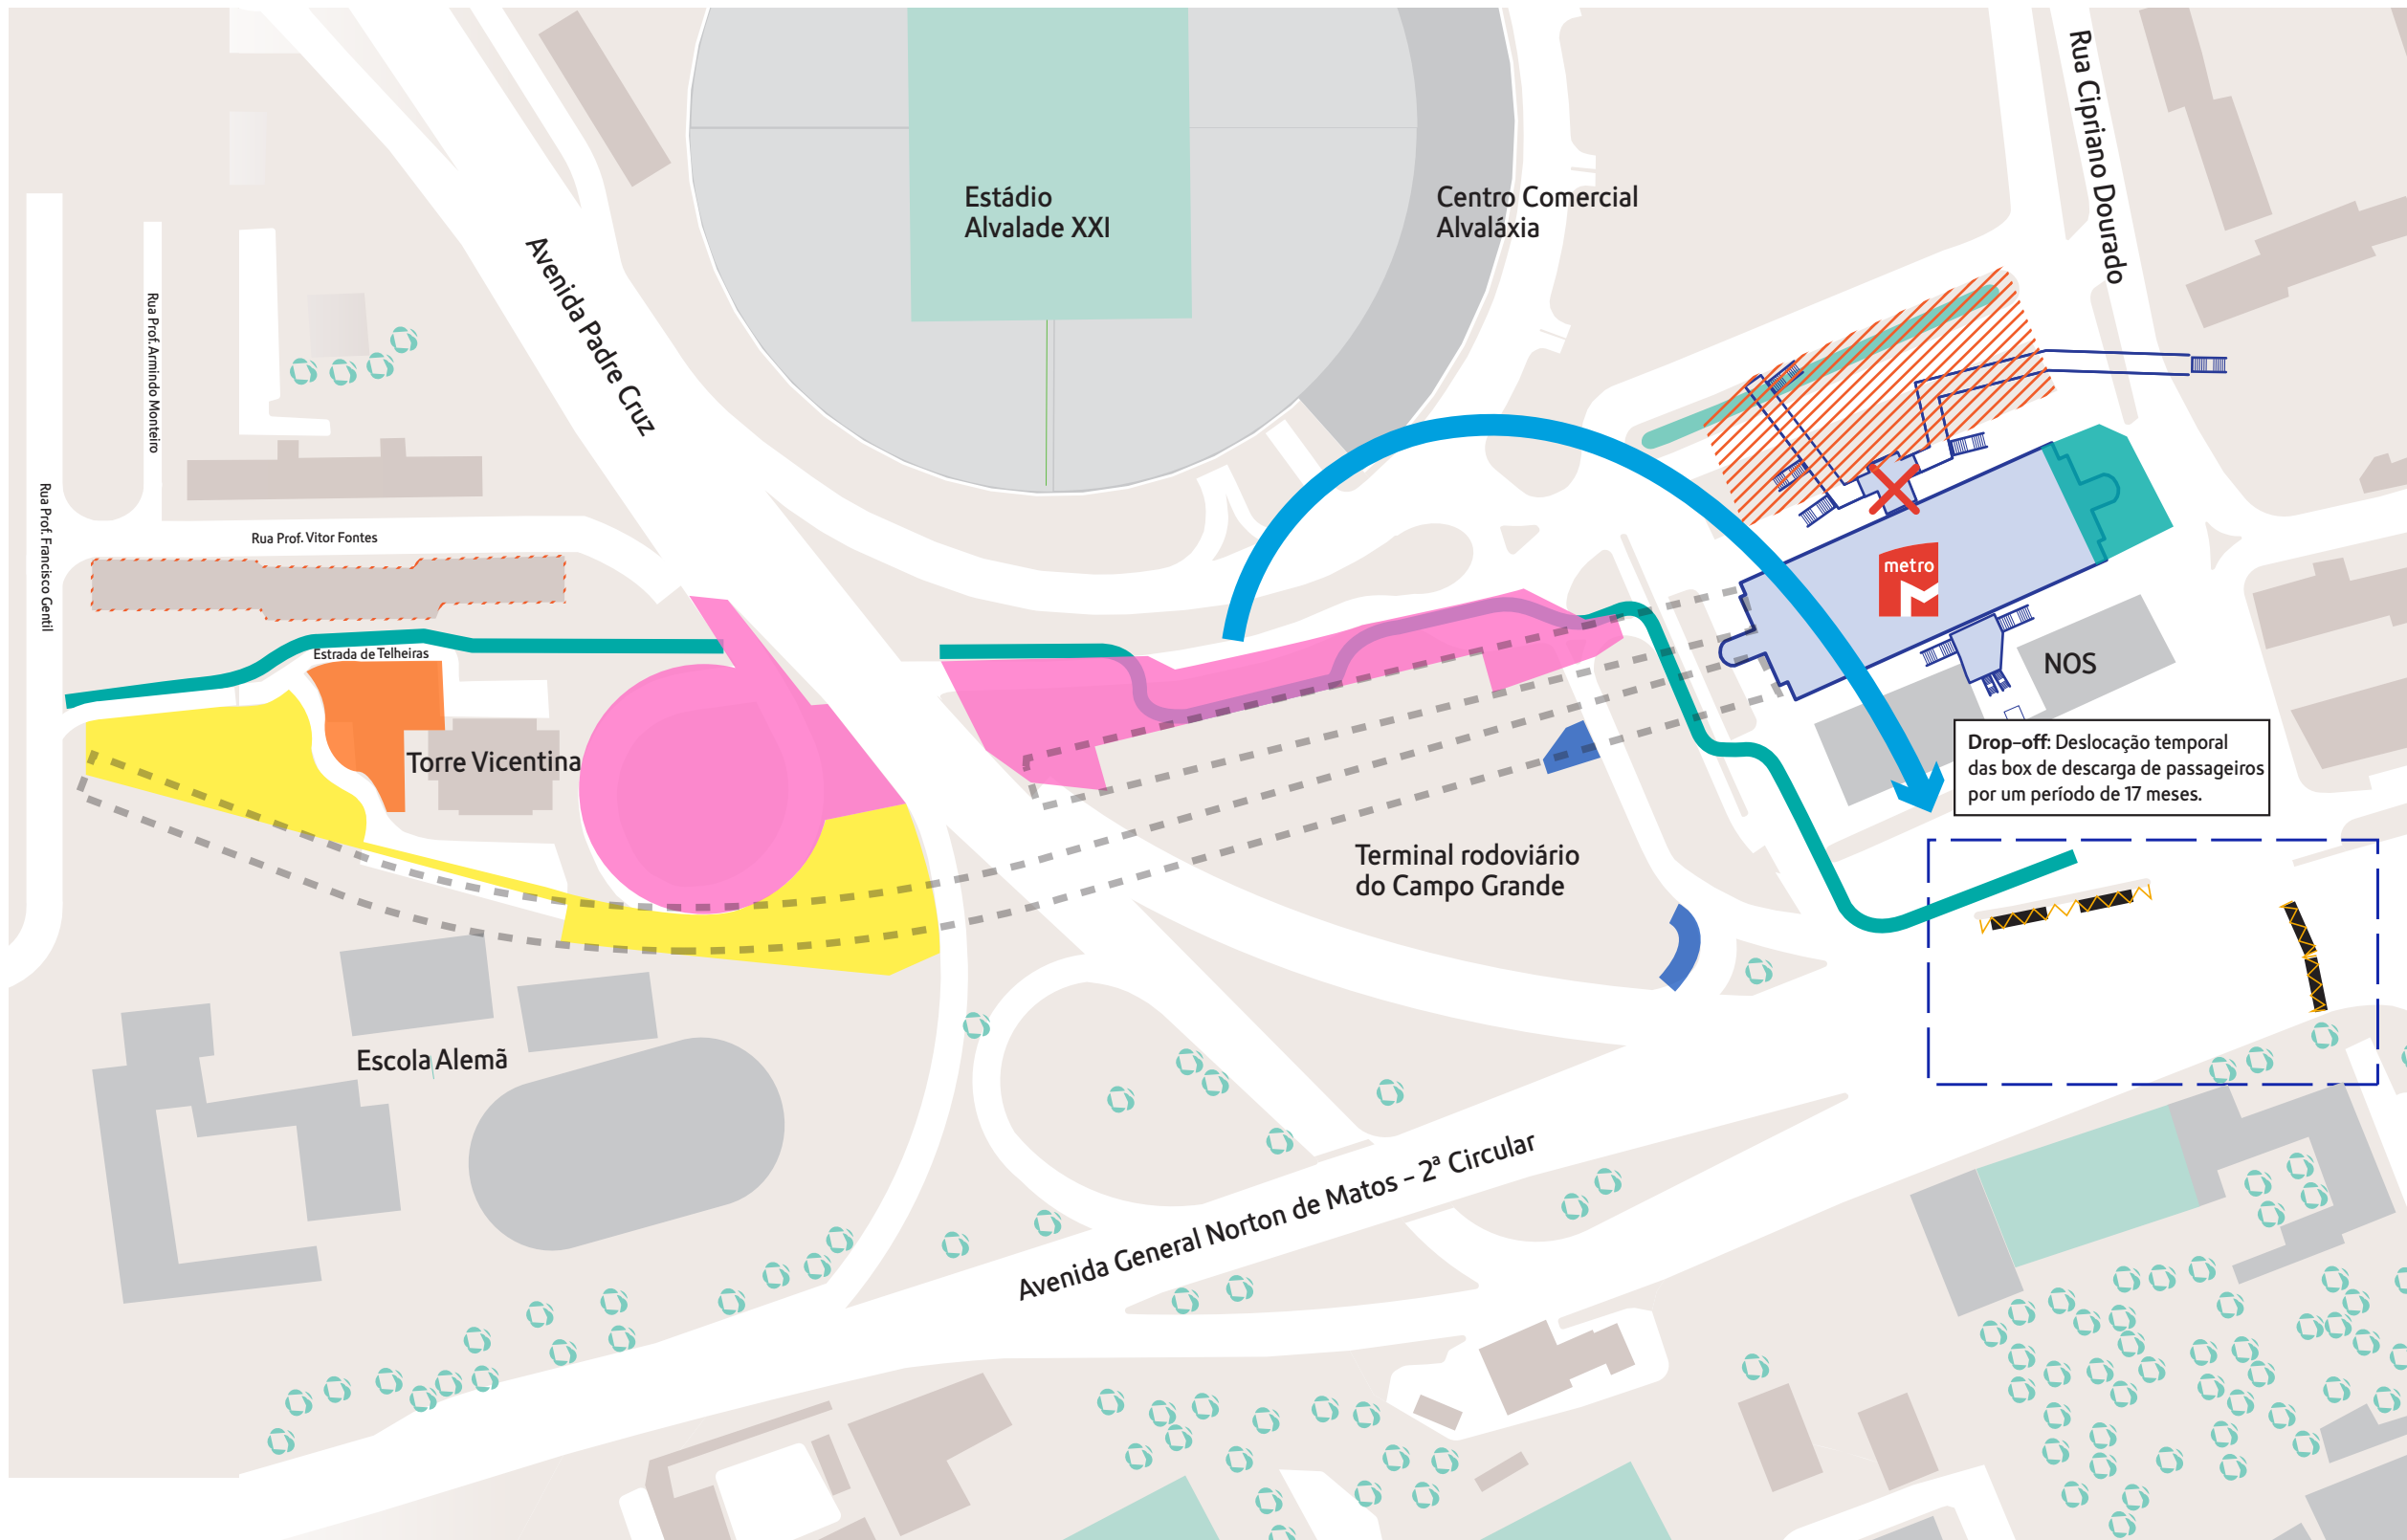 Rua Cipriano Dourado
Estádio
Alvalade XXI
Centro Comercial
Alvaláxia
Avenida Padre Cruz
Rua Prof. Armindo Monteiro
Rua Prof. Francisco Gentil
Rua Prof. Vitor Fontes
metro
Estrada de Telheiras
NOS
Drop-off: Deslocação temporal
das box de descarga de passageiros
por um período de 17 meses.
Torre Vicentina
Terminal rodoviário
do Campo Grande
Escola Alemã
Avenida General Norton de Matos - 2ª Circular